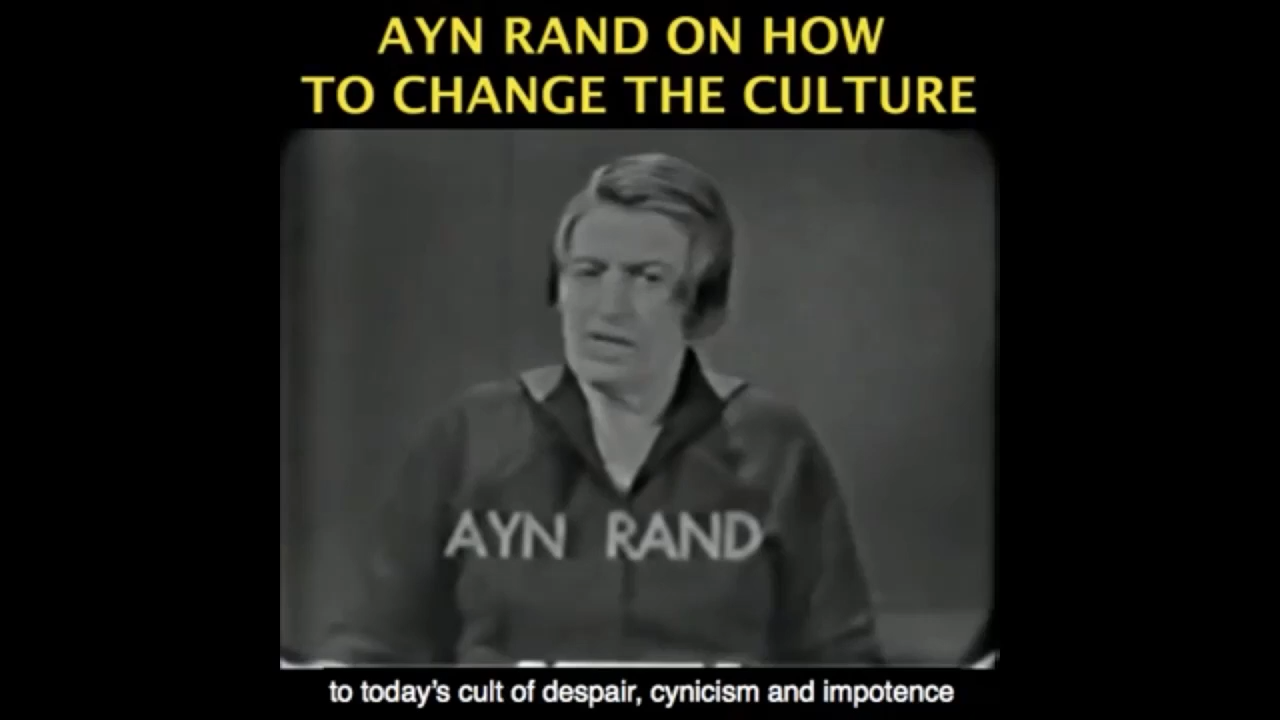 AYN RAND ON HOW
TO CHANGE THE CULTURE
AYN RAND
to today's cult of despair, cynicism and impotence